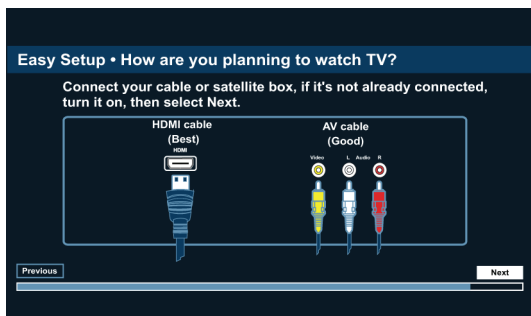 Easy Setup • How are you planning to watch TV?
Connect your cable or satellite box, if it's not already connected,
turn it on, then select Next.
HDMI cable
(Best)
HDMI
AV cable
(Good)
Video L Audio R
Previous
Next